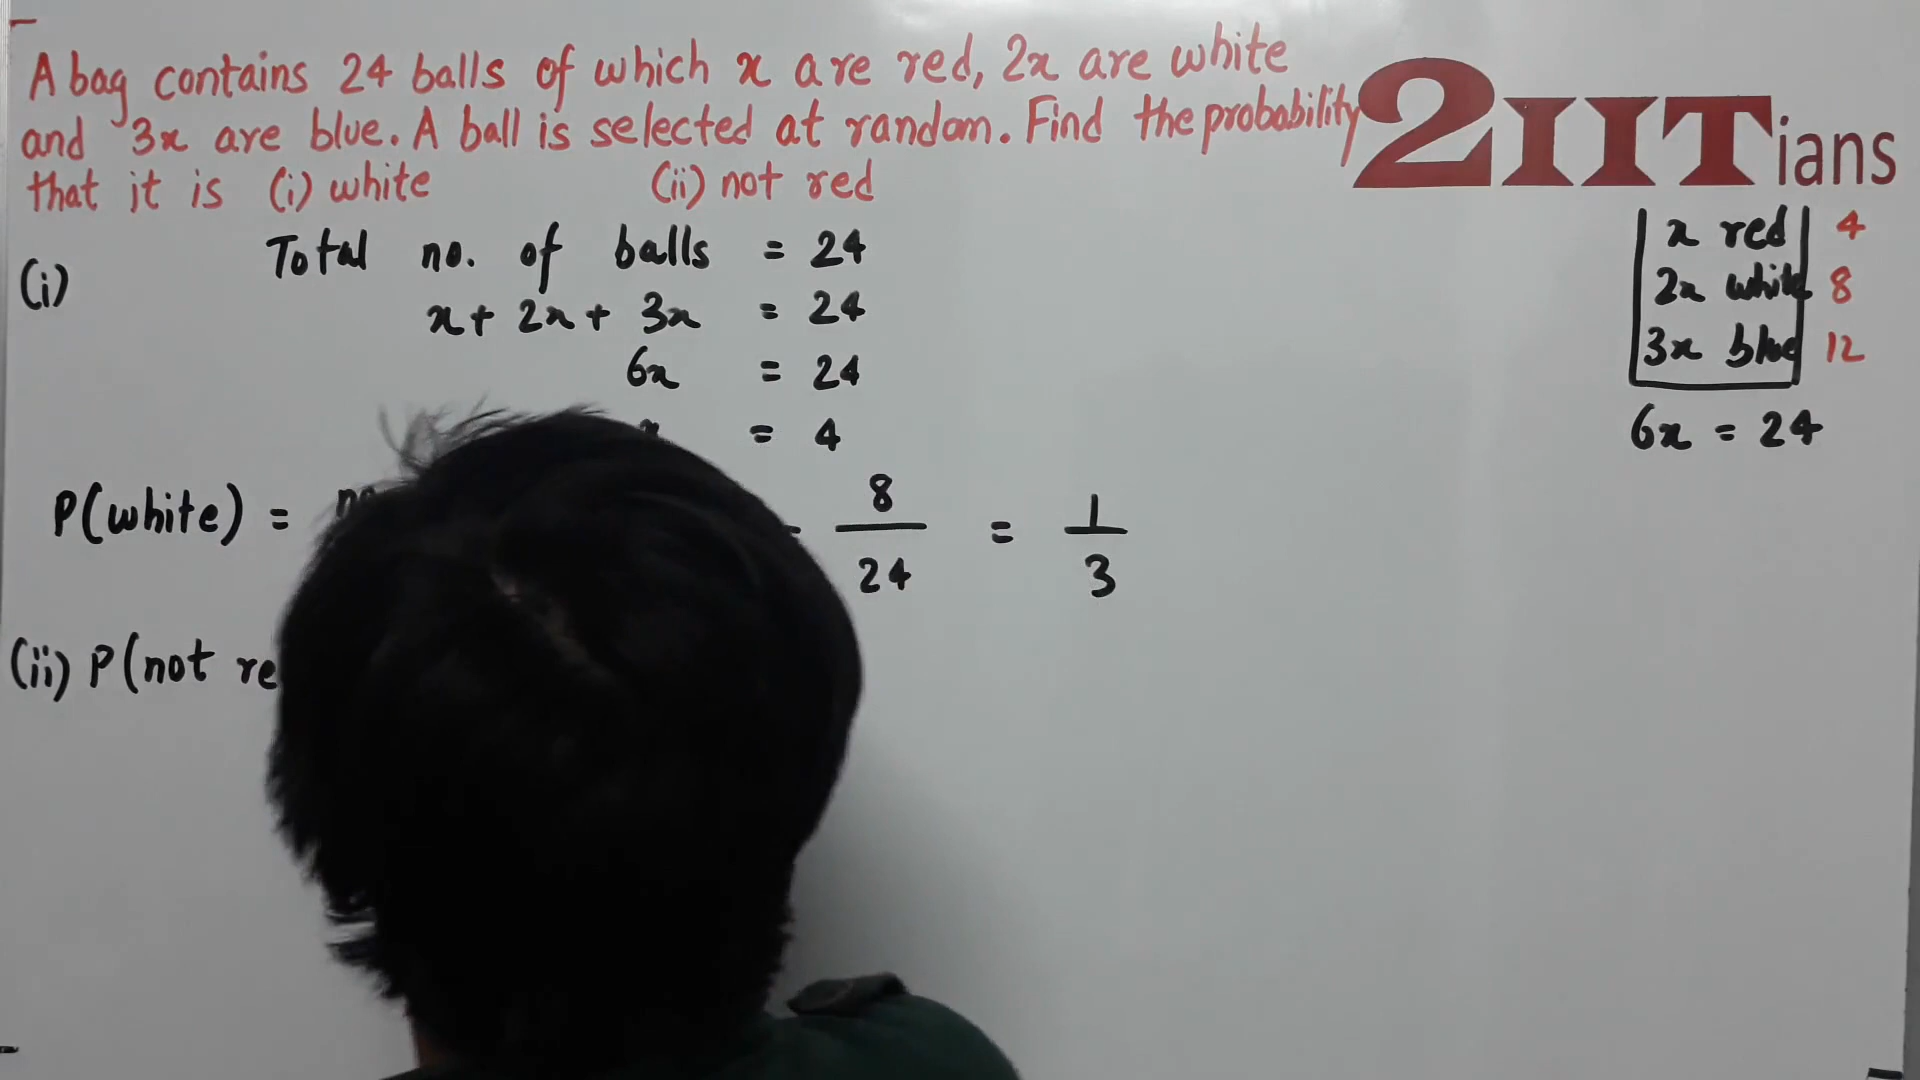 A bag contains 24 balls of which x are red, 2x are white
and 3x are blue. A ball is selected at random. Find the probability
that it is (i) white (ii) not red
2IITians
(i) Total no. of balls = 24
x + 2x + 3x = 24
6x = 24
x = 4
P(white) = = 8/24 = 1/3
(ii) P(not
x red 4
2x white 8
3x blue 12
6x = 24